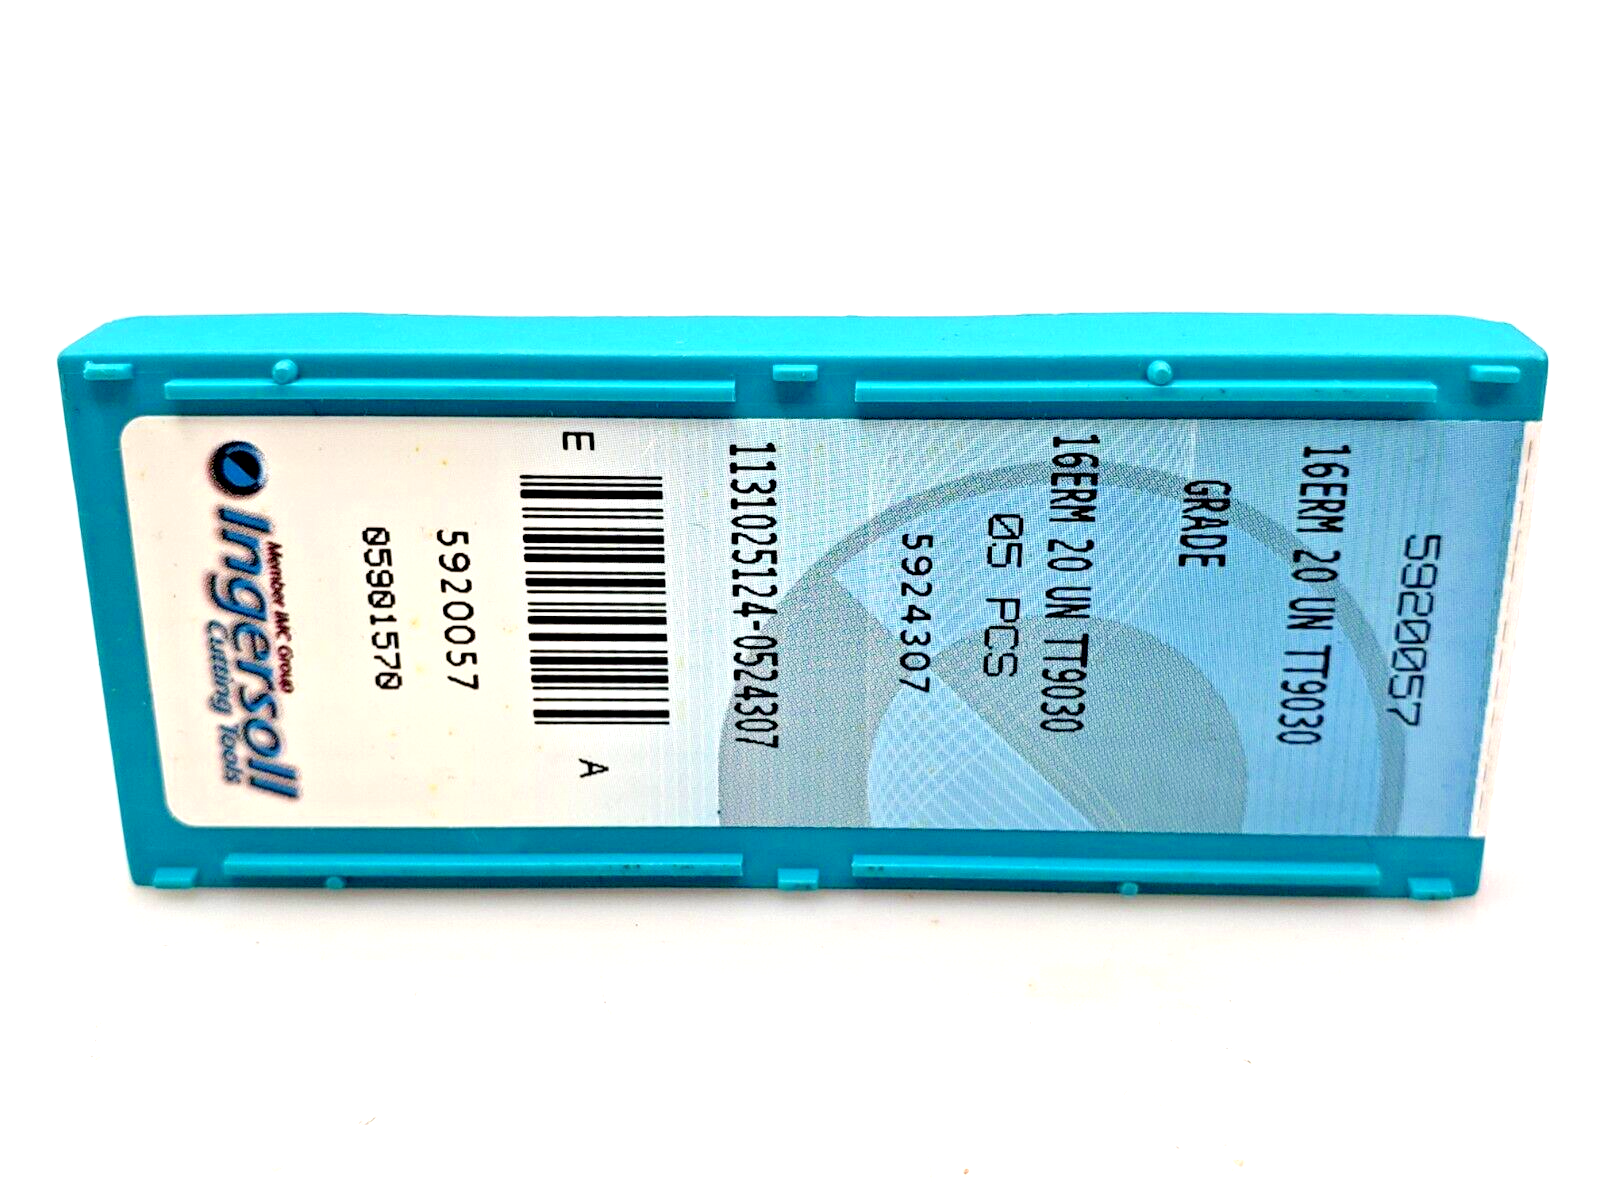 5920057
16ERM 20 UN TT9030
GRADE
16ERM 20 UN TT9030
05 PCS
5924307
1131025124-0524307
E A
5920057
05901570
Member IMC Group
Ingersoll
Cutting Tools